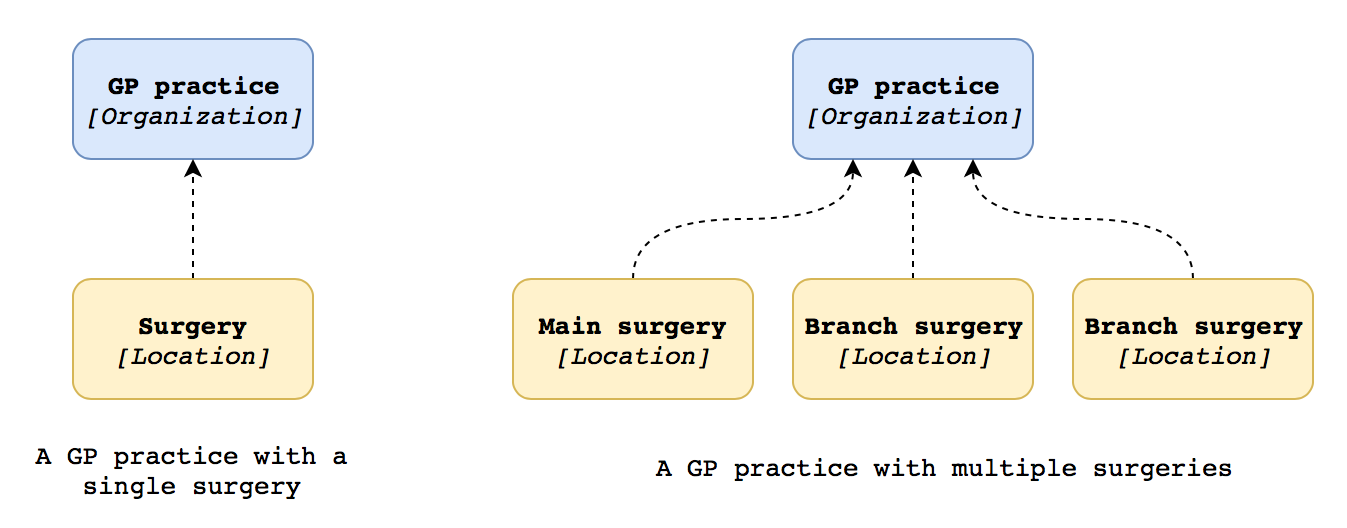 GP practice
[Organization]
GP practice
[Organization]
Surgery
[Location]
Main surgery
[Location]
Branch surgery
[Location]
Branch surgery
[Location]
A GP practice with a
single surgery
A GP practice with multiple surgeries